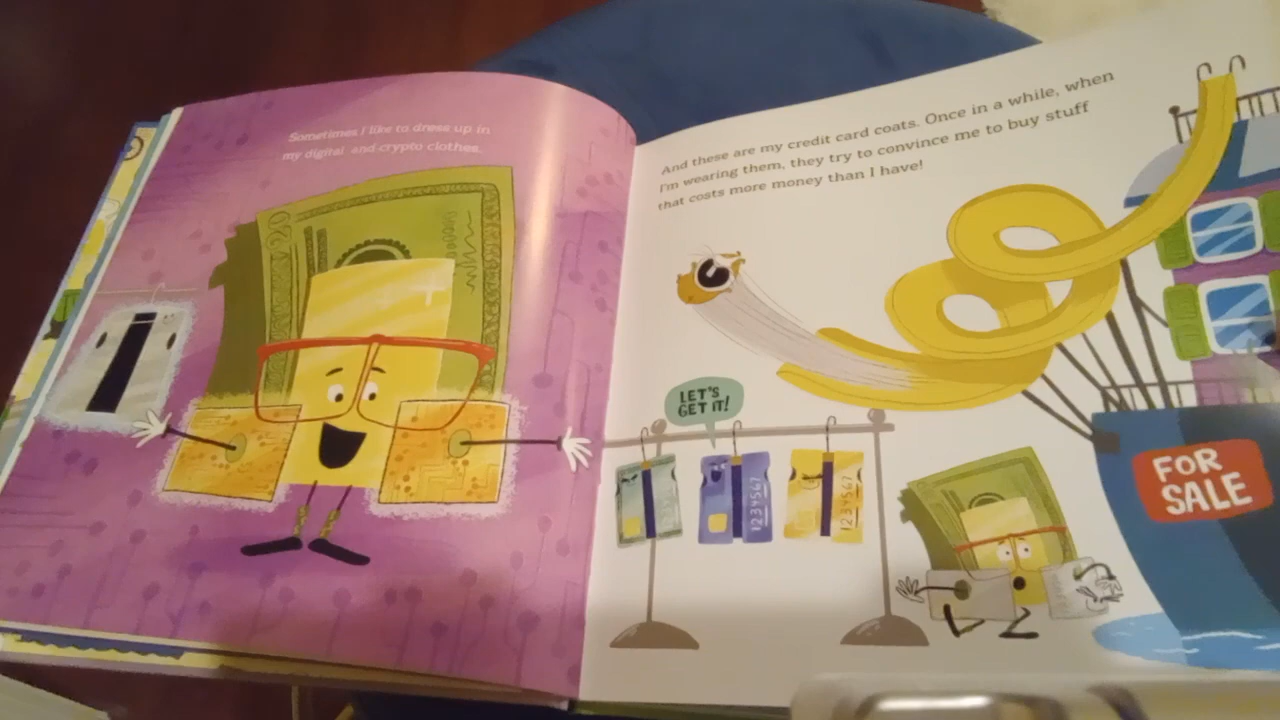 Sometimes I like to dress up in
my digital and crypto clothes.
20
And these are my credit card coats. Once in a while, when
I'm wearing them, they try to convince me to buy stuff
that costs more money than I have!
LET'S
GET IT!
1234567
1234567
FOR
SALE